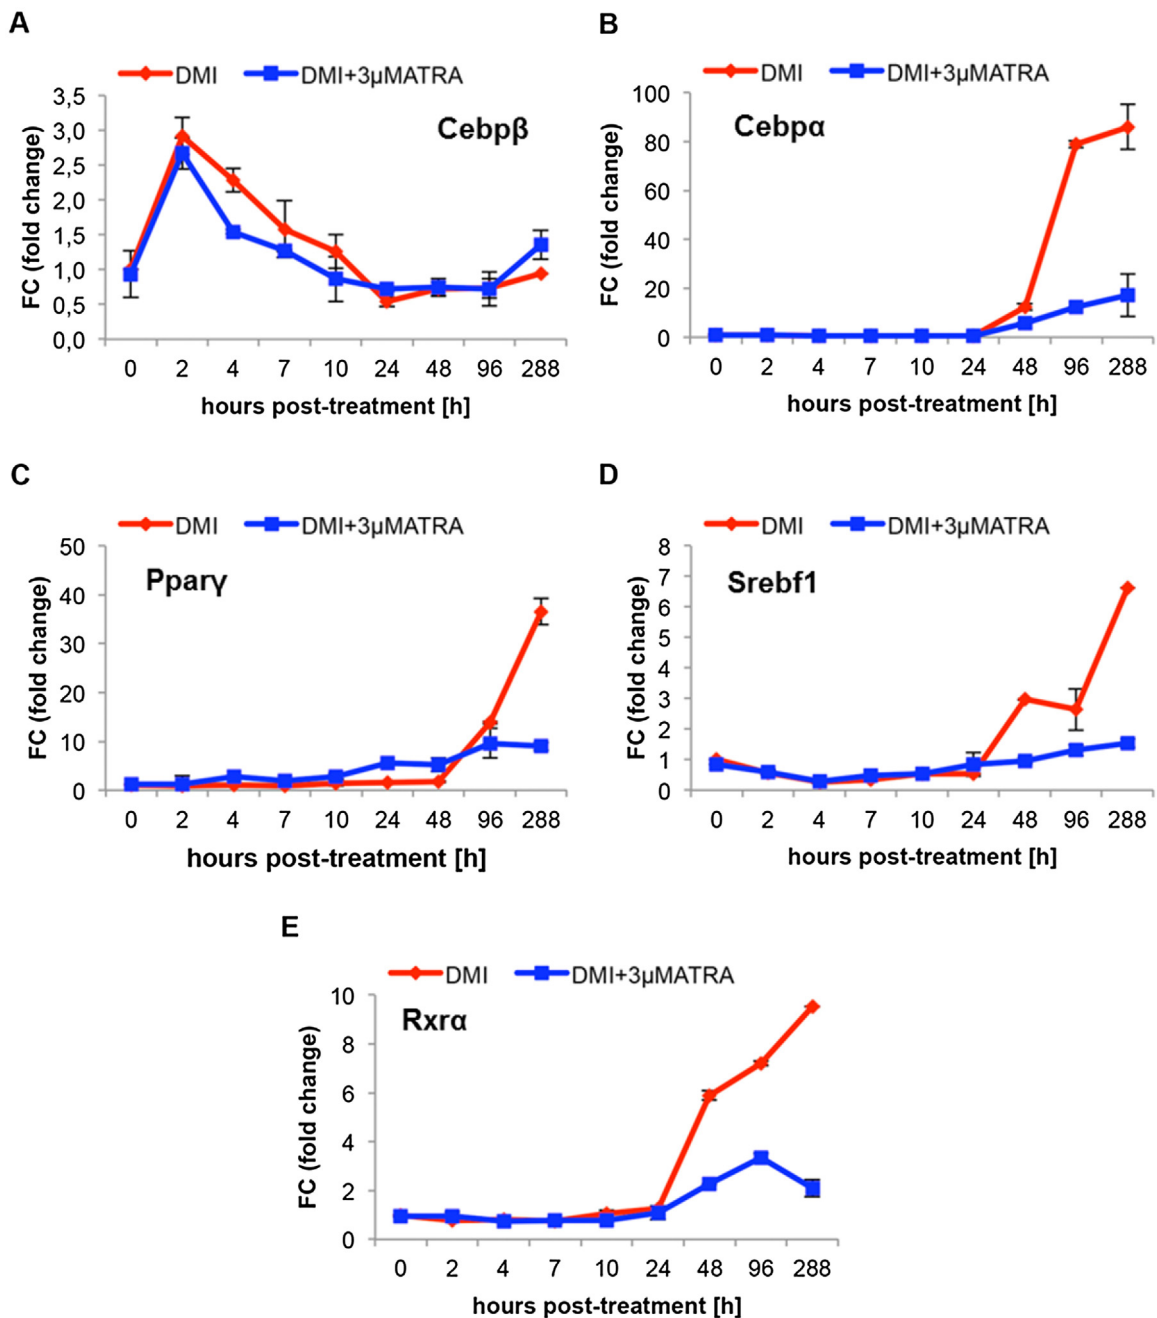 A
DMI DMI+3µMATRA
Cebpβ
FC (fold change)
3,5
3,0
2,5
2,0
1,5
1,0
0,5
0,0
0 2 4 7 10 24 48 96 288
hours post-treatment [h]
B
DMI DMI+3µMATRA
Cebpα
FC (fold change)
100
80
60
40
20
0
0 2 4 7 10 24 48 96 288
hours post-treatment [h]
C
DMI DMI+3µMATRA
Pparγ
FC (fold change)
50
40
30
20
10
0
0 2 4 7 10 24 48 96 288
hours post-treatment [h]
D
DMI DMI+3µMATRA
Srebf1
FC (fold change)
8
7
6
5
4
3
2
1
0
0 2 4 7 10 24 48 96 288
hours post-treatment [h]
E
DMI DMI+3µMATRA
Rxrα
FC (fold change)
10
8
6
4
2
0
0 2 4 7 10 24 48 96 288
hours post-treatment [h]